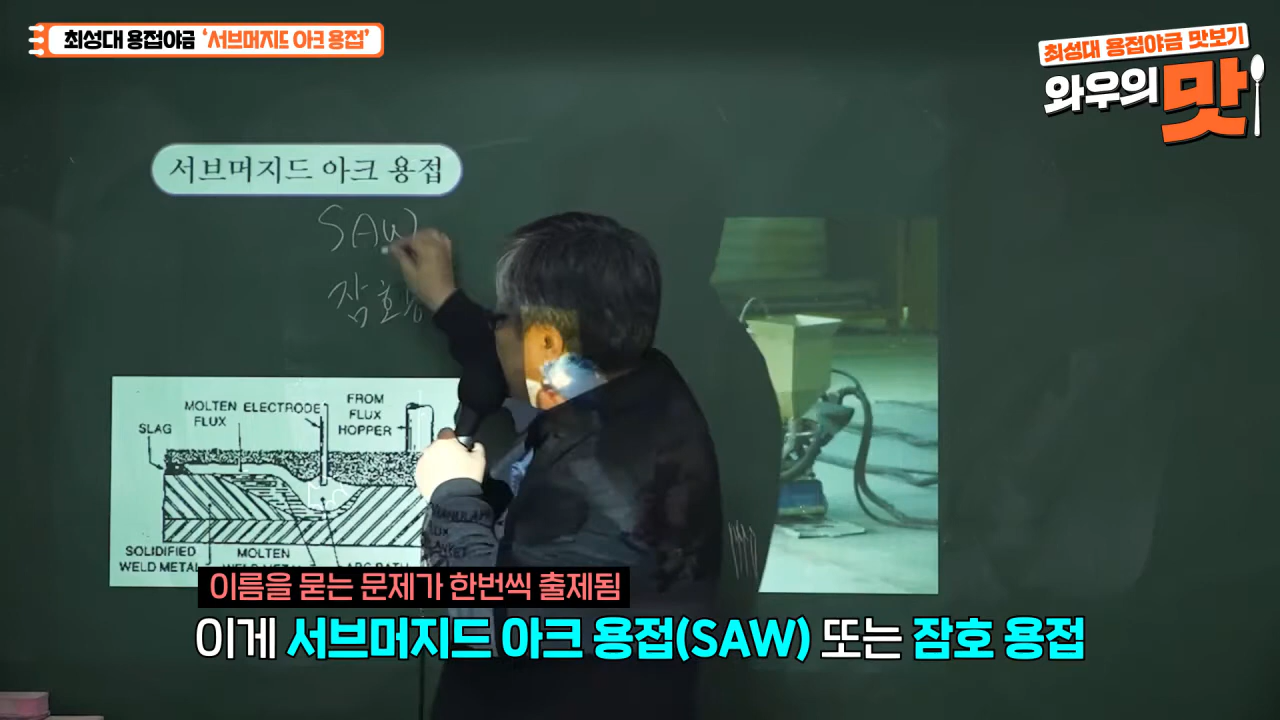 최성대 용접야금 '서브머지드 아크 용접'
최성대 용접야금 맛보기
와우의 맛
서브머지드 아크 용접
SAW
잠호
MOLTEN FLUX
ELECTRODE
FROM FLUX HOPPER
SLAG
SOLIDIFIED WELD METAL
MOLTEN
이름을 묻는 문제가 한번씩 출제됨
이게 서브머지드 아크 용접(SAW) 또는 잠호 용접